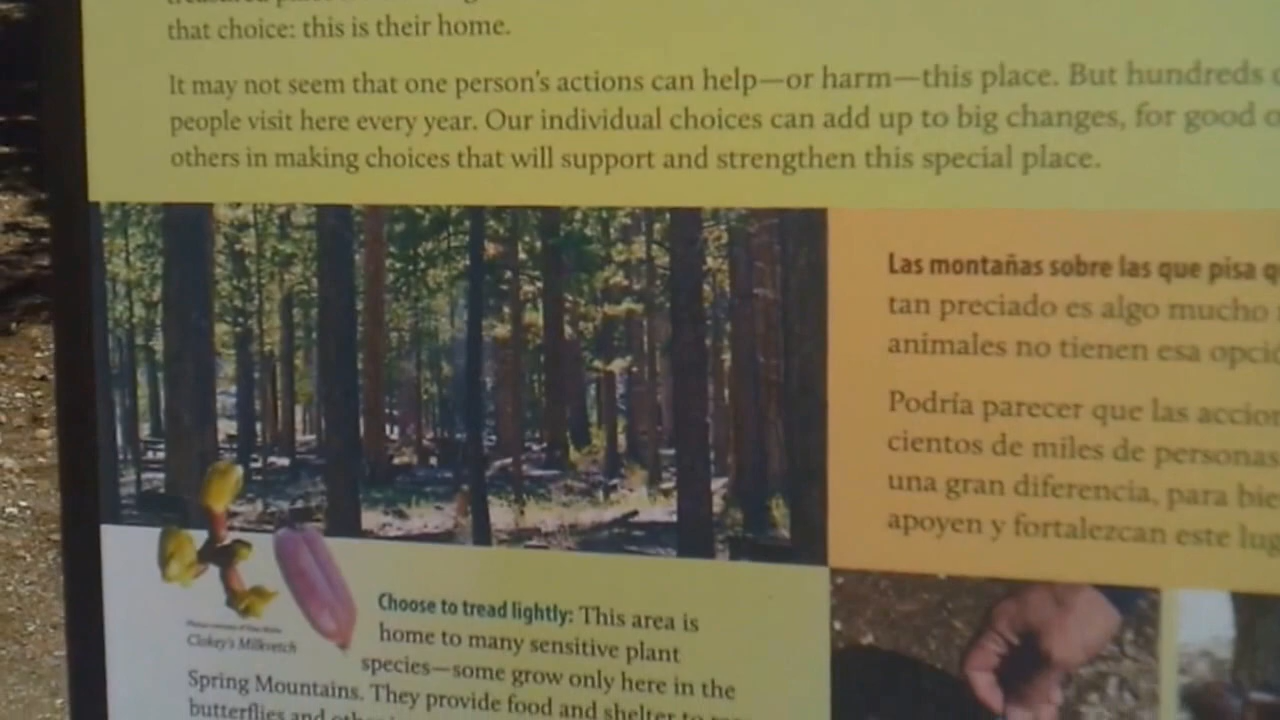 that choice: this is their home.
It may not seem that one person's actions can help—or harm—this place. But hundreds
people visit here every year. Our individual choices can add up to big changes, for good
others in making choices that will support and strengthen this special place.
Las montañas sobre las que pisa
tan preciado es algo mucho
animales no tienen esa
Podría parecer que las
cientos de miles de personas
una gran diferencia, para
apoyen y fortalezcan este
Choose to tread lightly: This area is
home to many sensitive plant
species—some grow only here in the
Clokey's Milkvetch
Spring Mountains. They provide food and shelter to
butterflies and